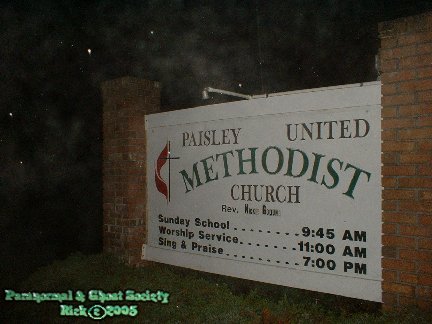 PAISLEY UNITED
METHODIST
CHURCH
Rev.
Sunday School ........ 9:45 AM
Worship Service ....... 11:00 AM
Sing & Praise ............ 7:00 PM
Paranormal & Ghost Society
Rick©2005